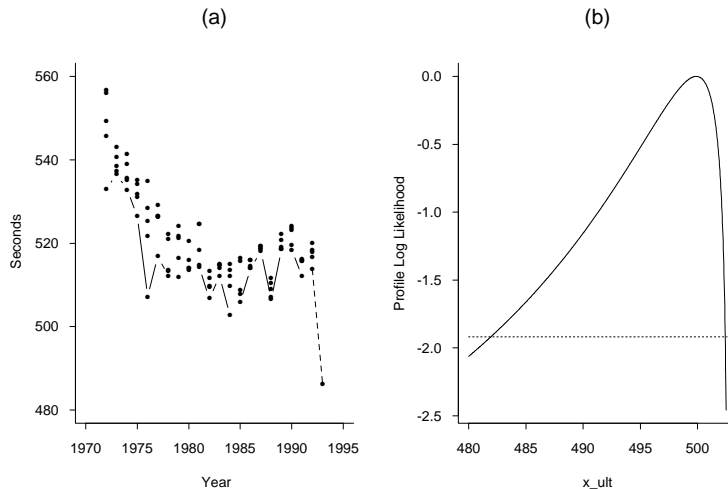 (a)
560
540
520
500
480
Seconds
1970 1975 1980 1985 1990 1995
Year
(b)
0.0
-0.5
-1.0
-1.5
-2.0
-2.5
Profile Log Likelihood
480 485 490 495 500
x_ult